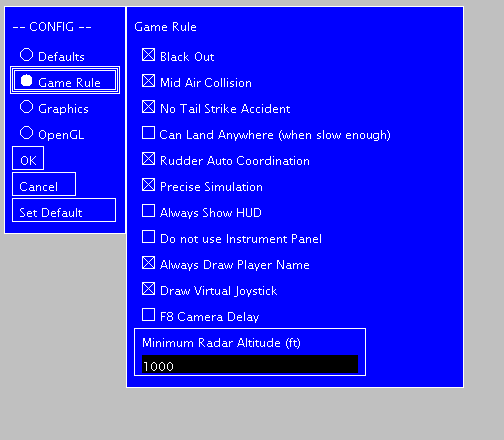 -- CONFIG --
Defaults
Game Rule
Graphics
OpenGL
OK
Cancel
Set Default
Game Rule
Black Out
Mid Air Collision
No Tail Strike Accident
Can Land Anywhere (when slow enough)
Rudder Auto Coordination
Precise Simulation
Always Show HUD
Do not use Instrument Panel
Always Draw Player Name
Draw Virtual Joystick
F8 Camera Delay
Minimum Radar Altitude (ft)
1000